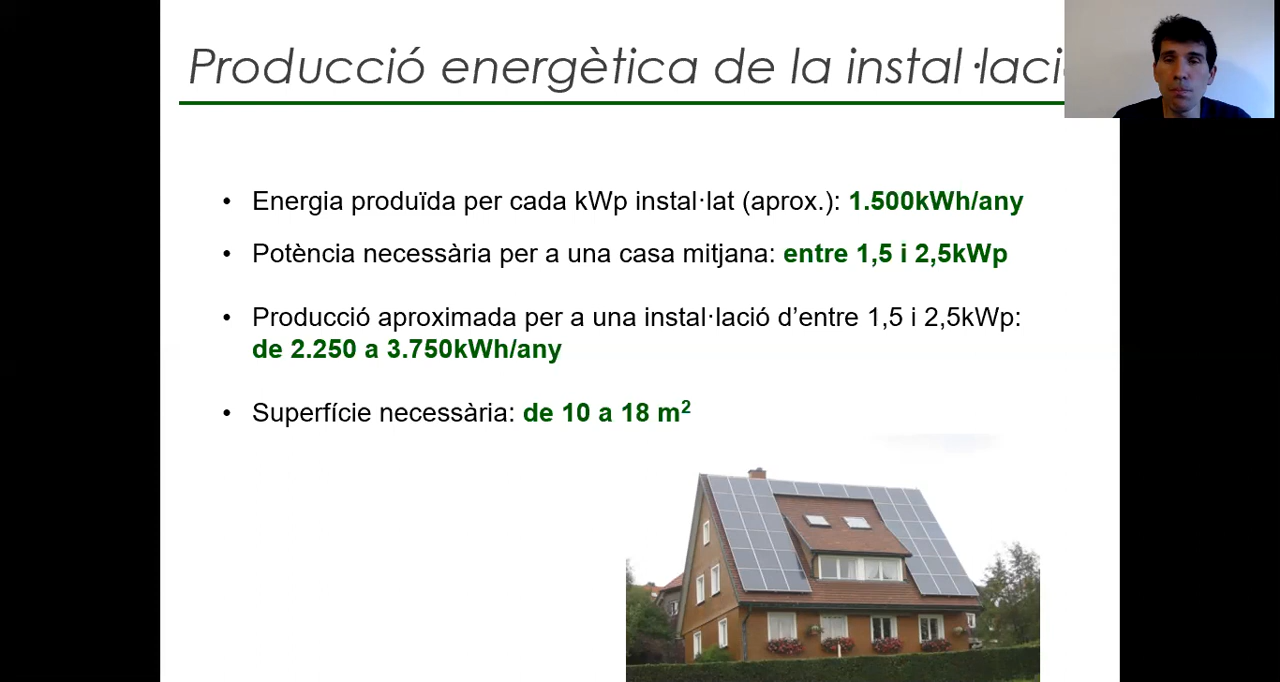 Producció energètica de la instal·laci
• Energia produïda per cada kWp instal·lat (aprox.): 1.500kWh/any
• Potència necessària per a una casa mitjana: entre 1,5 i 2,5kWp
• Producció aproximada per a una instal·lació d’entre 1,5 i 2,5kWp:
de 2.250 a 3.750kWh/any
• Superfície necessària: de 10 a 18 m²